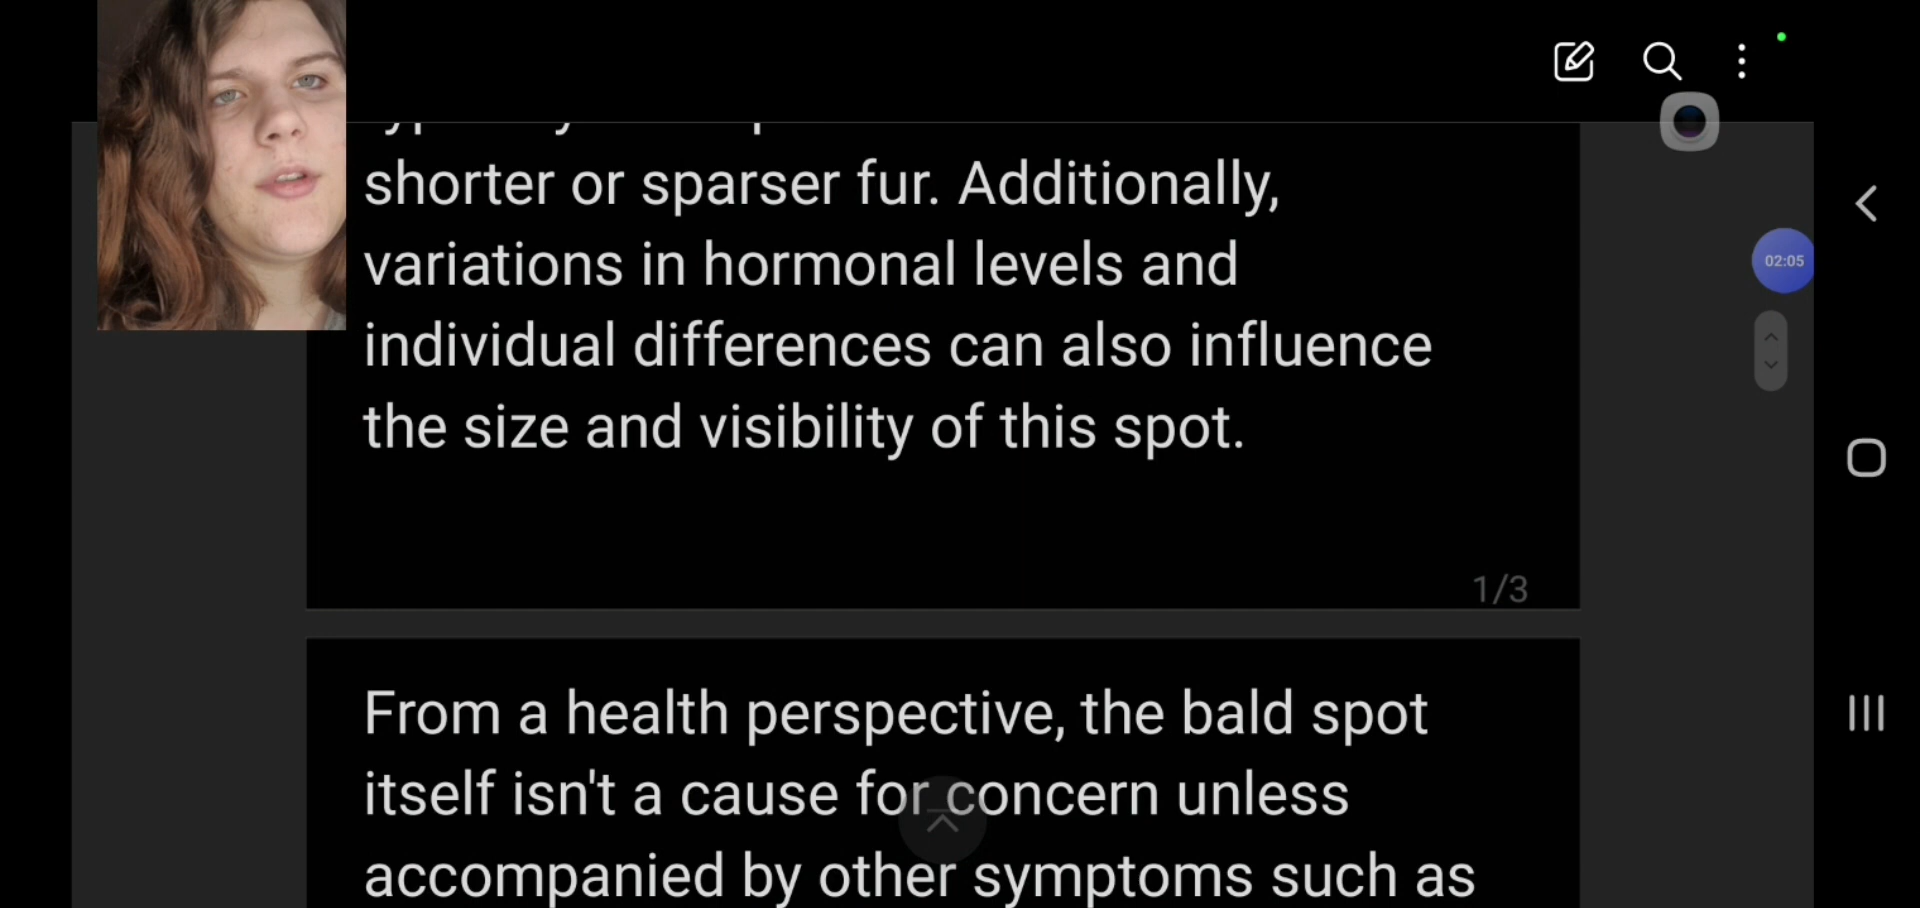 02:05
shorter or sparser fur. Additionally,
variations in hormonal levels and
individual differences can also influence
the size and visibility of this spot.
1/3
From a health perspective, the bald spot
itself isn't a cause for concern unless
accompanied by other symptoms such as